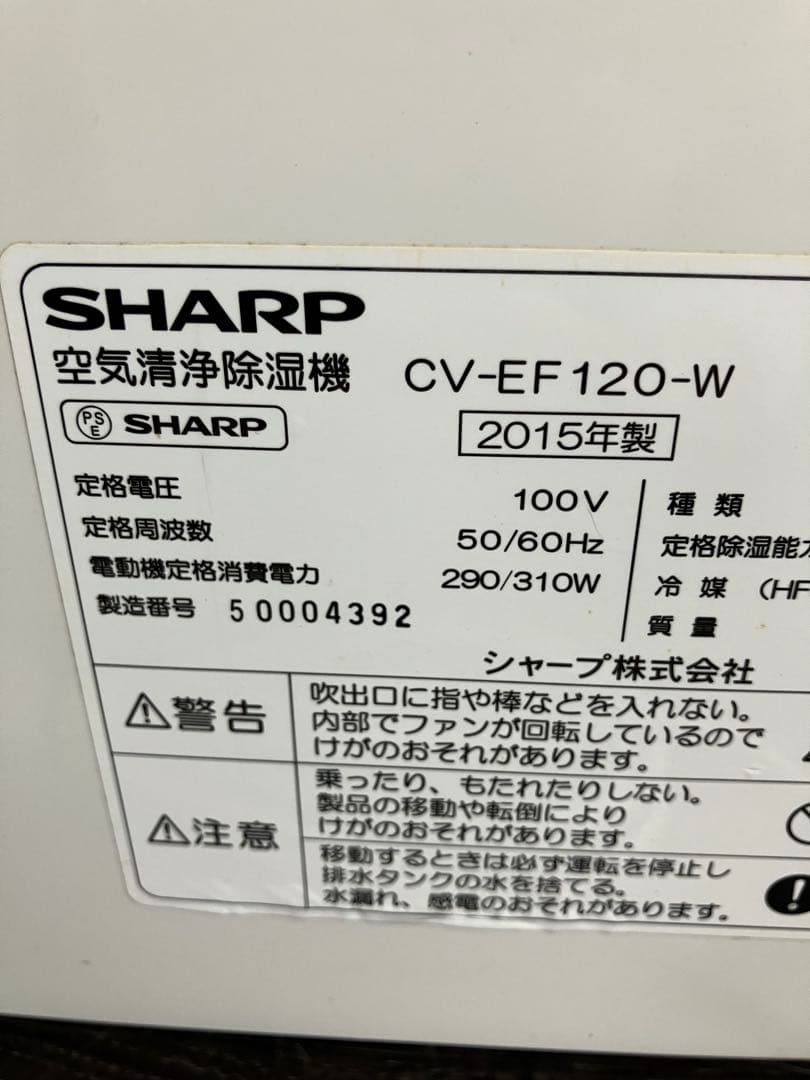 SHARP
空気清浄除湿機 CV-EF120-W
PSE SHARP 2015年製
定格電圧 100V
定格周波数 50/60Hz
電動機定格消費電力 290/310W
製造番号 50004392
種類
定格除湿能力
冷媒 (HF
質量
シャープ株式会社
⚠警告
吹出口に指や棒などを入れない。
内部でファンが回転しているので
けがのおそれがあります。
⚠注意
乗ったり、もたれたりしない。
製品の移動や転倒により
けがのおそれがあります。
移動するときは必ず運転を停止し
排水タンクの水を捨てる。
水漏れ、感電のおそれがあります。